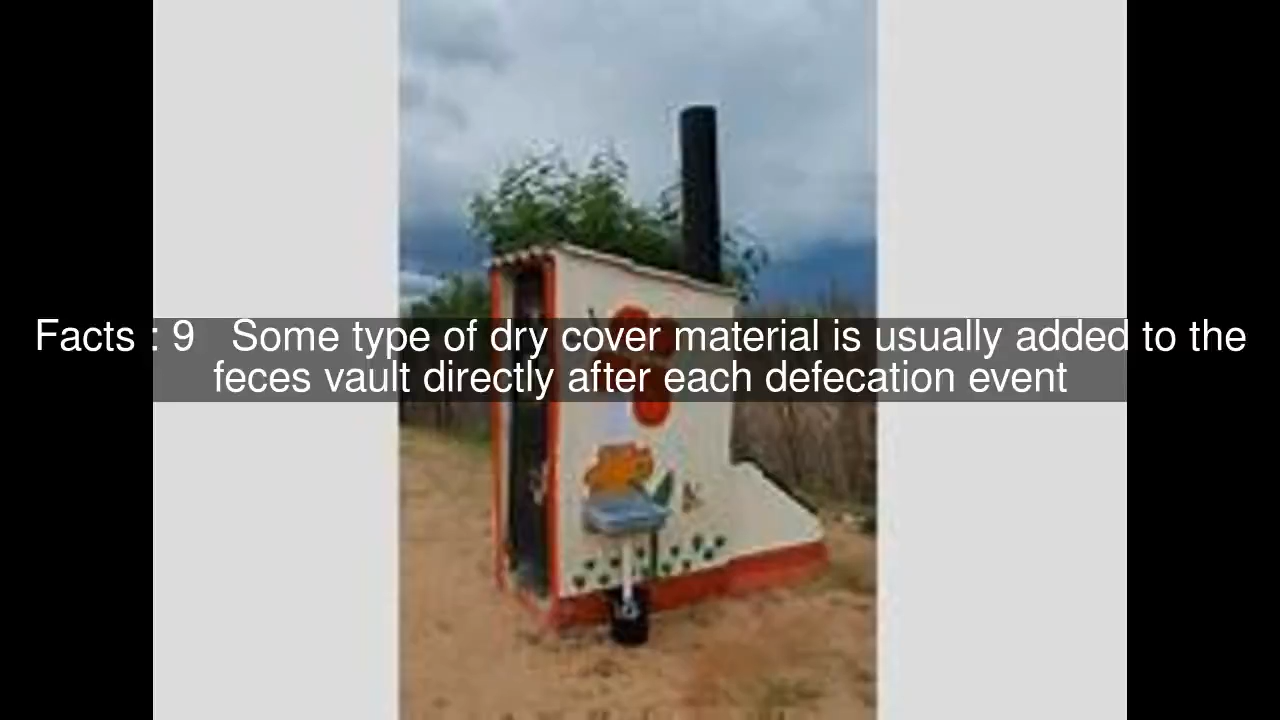 Facts : 9   Some type of dry cover material is usually added to the
feces vault directly after each defecation event